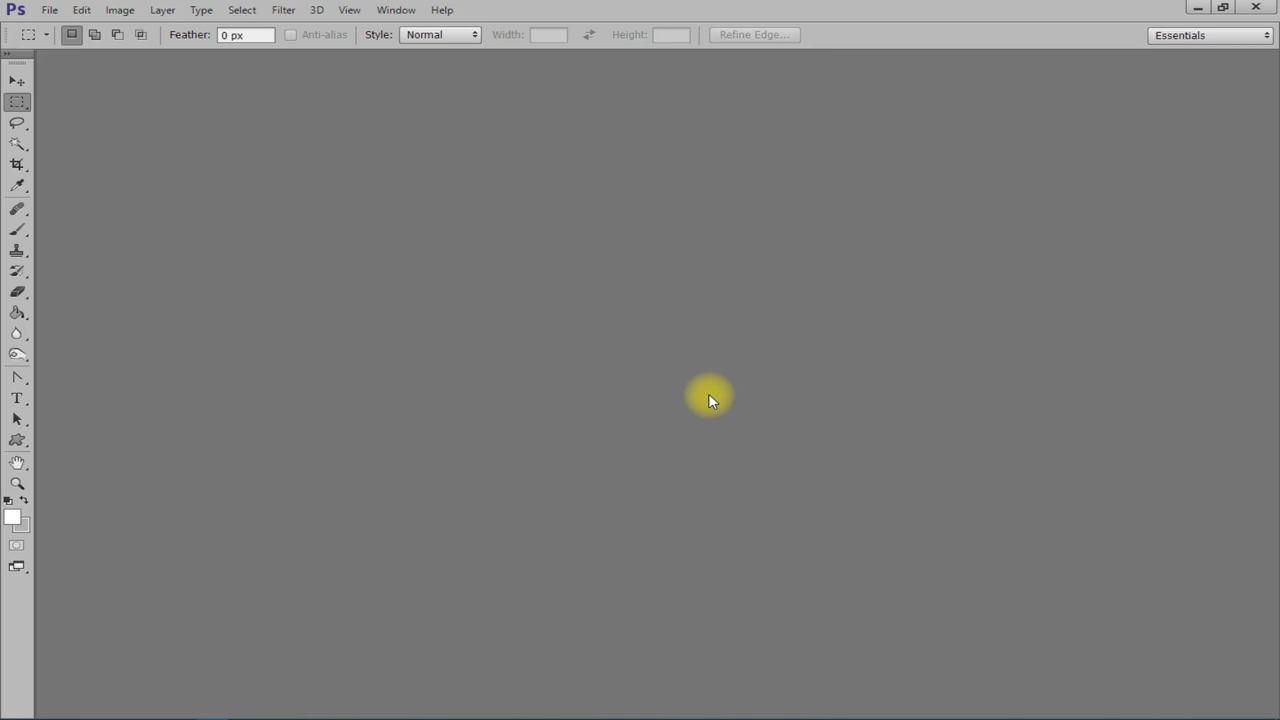 Ps File Edit Image Layer Type Select Filter 3D View Window Help
Feather: 0 px Anti-alias Style: Normal Width: Height: Refine Edge... Essentials
T